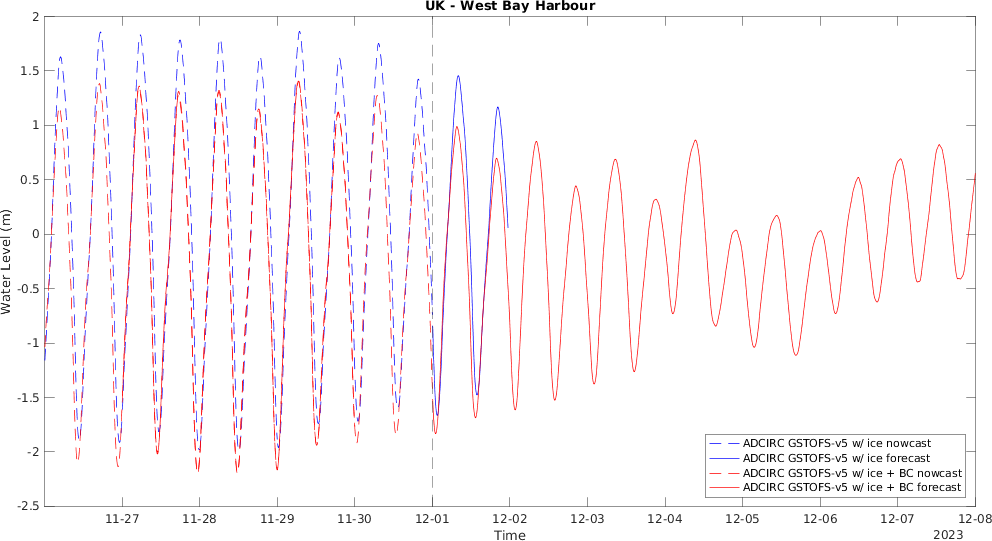 UK - West Bay Harbour
2
1.5
1
0.5
0
-0.5
-1
-1.5
-2
-2.5
Water Level (m)
ADCIRC GSTOFS-v5 w/ ice nowcast
ADCIRC GSTOFS-v5 w/ ice forecast
ADCIRC GSTOFS-v5 w/ ice + BC nowcast
ADCIRC GSTOFS-v5 w/ ice + BC forecast
11-27 11-28 11-29 11-30 12-01 12-02 12-03 12-04 12-05 12-06 12-07 12-08
Time
2023